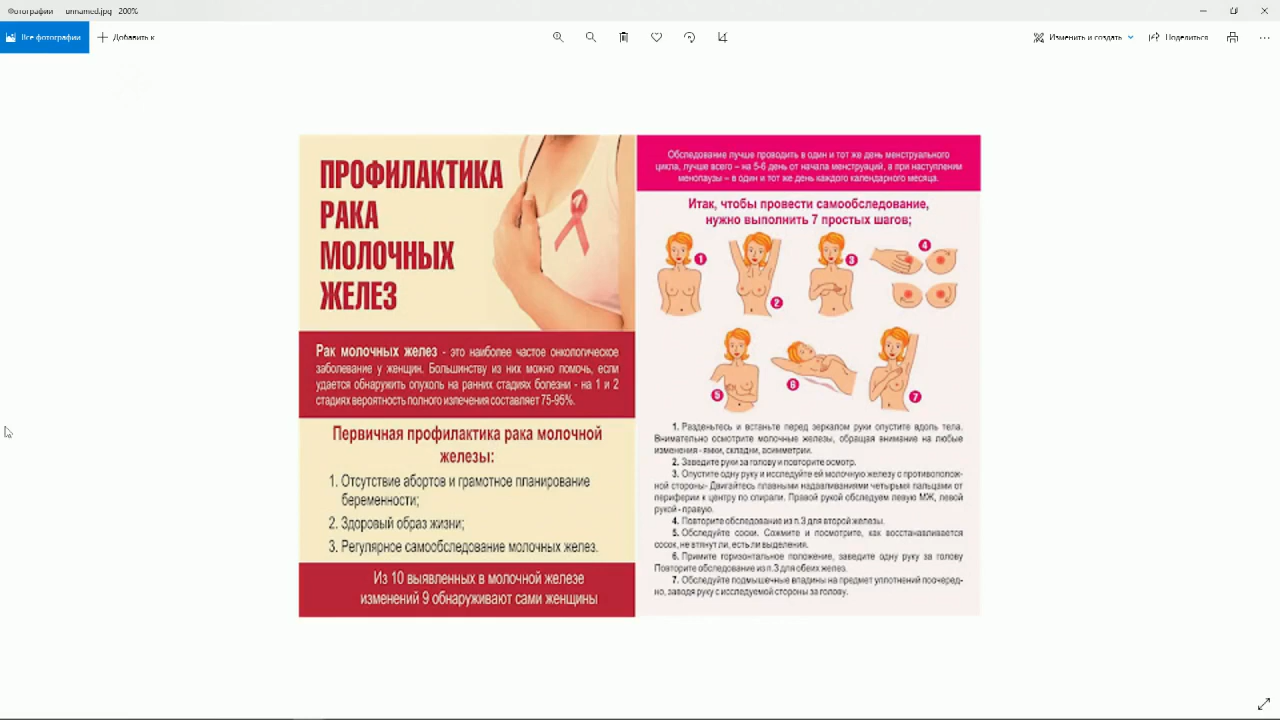 Фотографии - unnamed.jpg - 200%
Все фотографии
Добавить к
Изменить и создать
Поделиться
ПРОФИЛАКТИКА
РАКА
МОЛОЧНЫХ
ЖЕЛЕЗ
Рак молочных желез - это наиболее частое онкологическое
заболевание у женщин. Большинству из них можно помочь, если
удается обнаружить опухоль на ранних стадиях болезни - на 1 и 2
стадиях вероятность полного излечения составляет 75-95%.
Первичная профилактика рака молочной
железы:
1. Отсутствие абортов и грамотное планирование
беременности;
2. Здоровый образ жизни;
3. Регулярное самообследование молочных желез.
Из 10 выявленных в молочной железе
изменений 9 обнаруживают сами женщины
Обследование лучше проводить в один и тот же день менструального
цикла, лучше всего – на 5-6 день от начала менструаций, а при наступлении
менопаузы – в один и тот же день каждого календарного месяца.
Итак, чтобы провести самообследование,
нужно выполнить 7 простых шагов;
1
2
3
4
5
6
7
1. Разденьтесь и встаньте перед зеркалом руки опустите вдоль тела.
Внимательно осмотрите молочные железы, обращая внимание на любые
изменения - ямки, складки, асимметрии.
2. Заведите руки за голову и повторите осмотр.
3. Опустите одну руку и исследуйте ей молочную железу с противополож-
ной стороны- Двигайтесь плавными надавливаниями четырьмя пальцами от
периферии к центру по спирали. Правой рукой обследуем левую МЖ, левой
рукой - правую.
4. Повторите обследование из п.3 для второй железы.
5. Обследуйте соски. Сожмите и посмотрите, как восстанавливается
сосок, не втянут ли, есть ли выделения.
6. Примите горизонтальное положение, заведите одну руку за голову
Повторите обследование из п.3 для обеих желез.
7. Обследуйте подмышечные впадины на предмет уплотнений поочеред-
но, заводя руку с исследуемой стороны за голову.